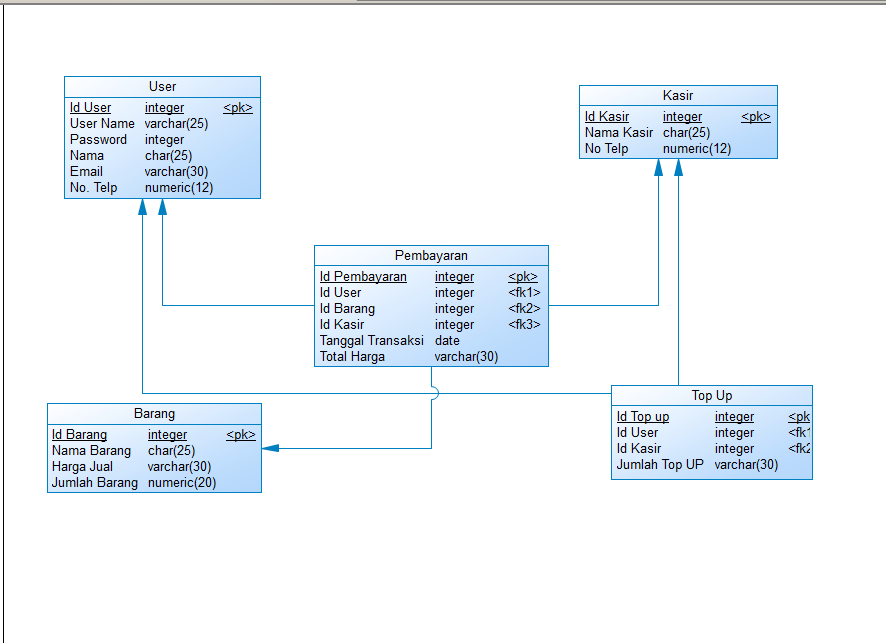 User
Id User integer <pk>
User Name varchar(25)
Password integer
Nama char(25)
Email varchar(30)
No. Telp numeric(12)
Kasir
Id Kasir integer <pk>
Nama Kasir char(25)
No Telp numeric(12)
Pembayaran
Id Pembayaran integer <pk>
Id User integer <fk1>
Id Barang integer <fk2>
Id Kasir integer <fk3>
Tanggal Transaksi date
Total Harga varchar(30)
Barang
Id Barang integer <pk>
Nama Barang char(25)
Harga Jual varchar(30)
Jumlah Barang numeric(20)
Top Up
Id Top up integer <pk
Id User integer <fk1
Id Kasir integer <fk2
Jumlah Top UP varchar(30)